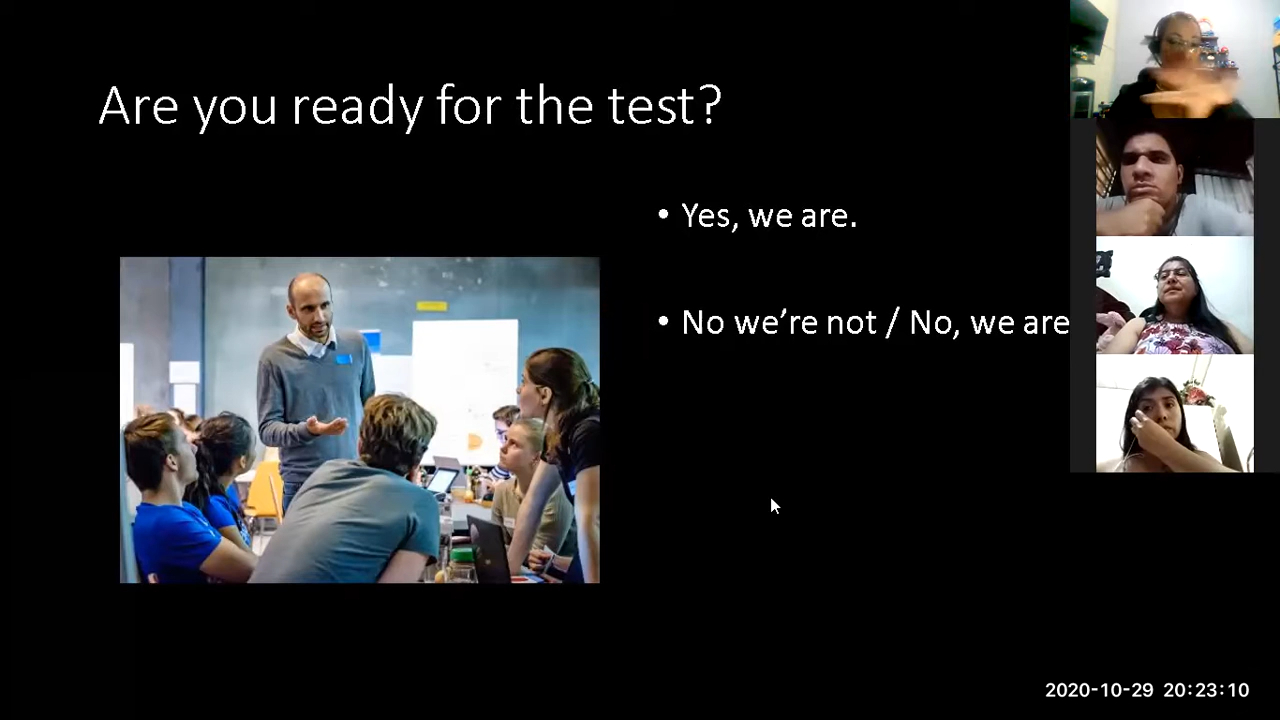 Are you ready for the test?
• Yes, we are.
• No we’re not / No, we are
2020-10-29 20:23:10